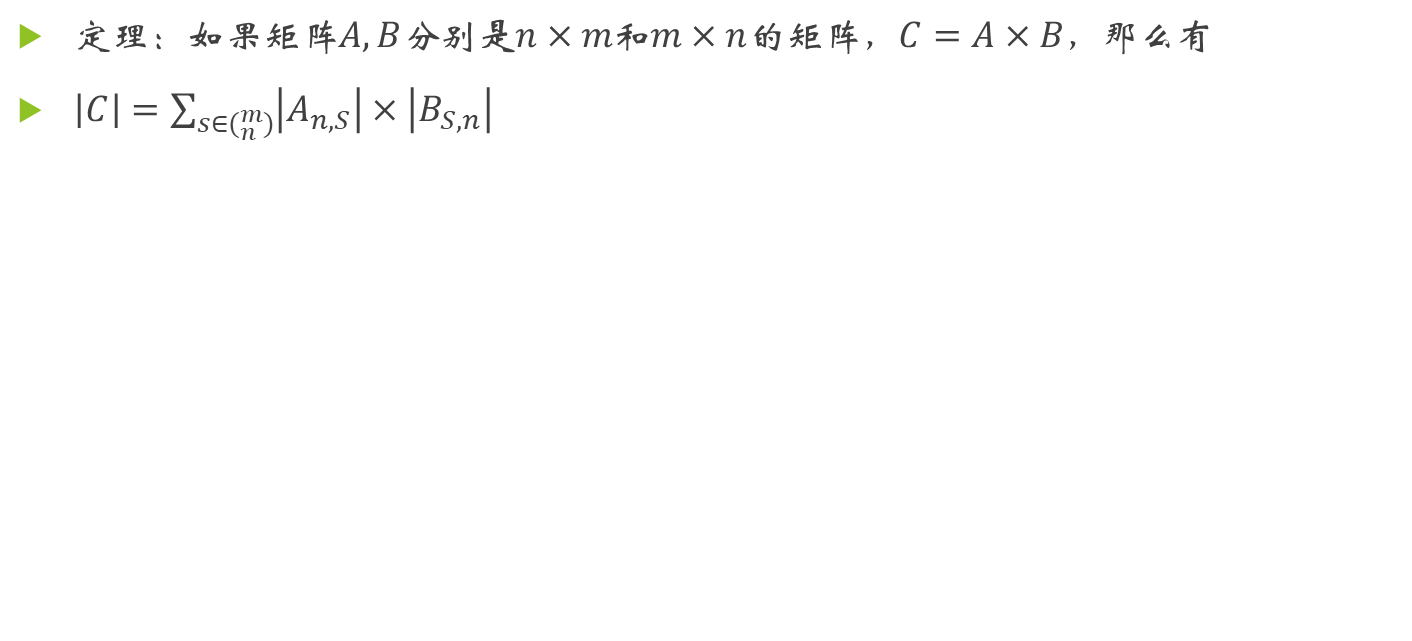 定理：如果矩阵A, B分别是n × m和m × n的矩阵，C = A × B，那么有
|C| = ∑_{s∈(m n)}|A_{n,S}| × |B_{S,n}|